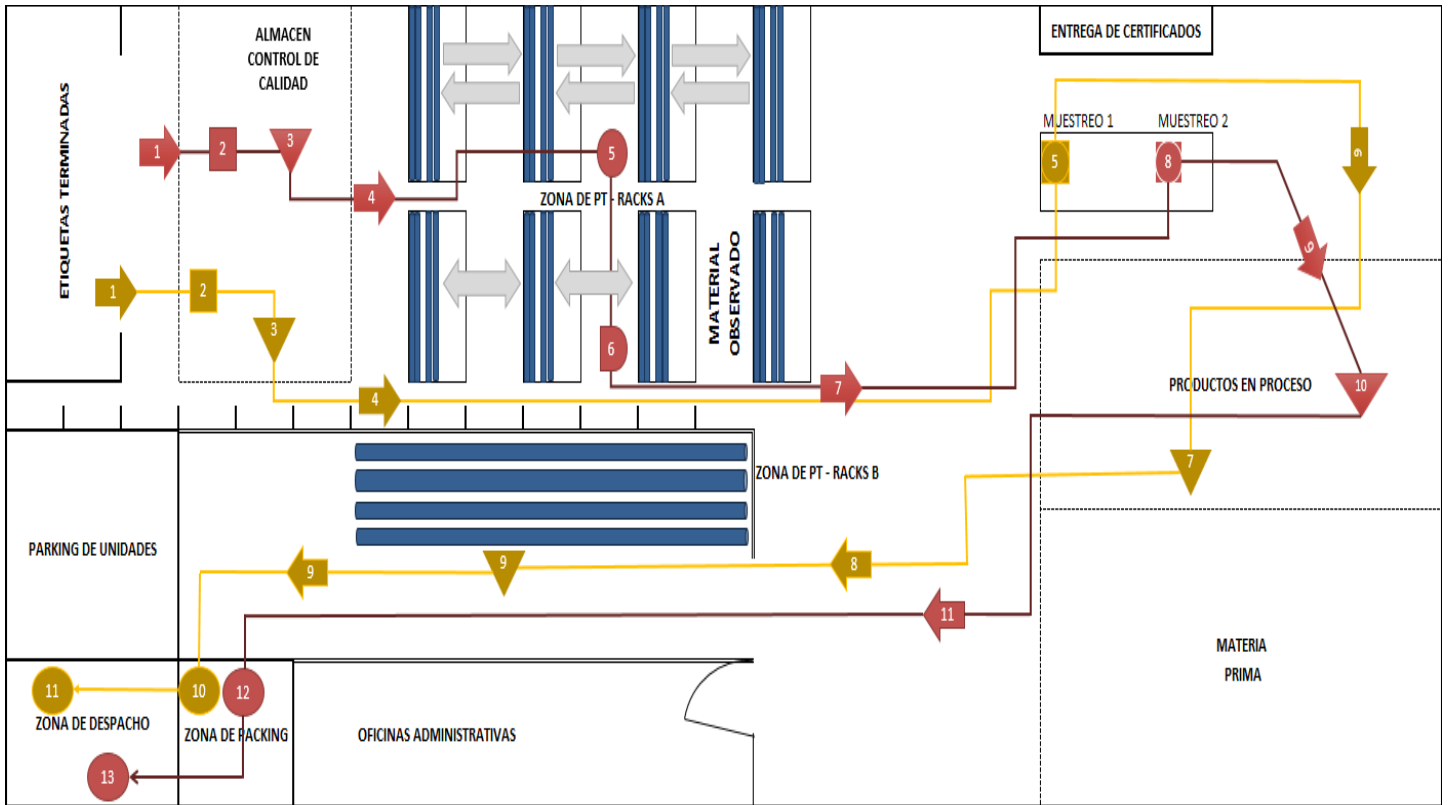 ALMACEN
CONTROL DE
CALIDAD
ENTREGA DE CERTIFICADOS
ETIQUETAS TERMINADAS
MUESTREO 1
MUESTREO 2
1
2
3
4
5
ZONA DE PT - RACKS A
5
8
6
9
1
2
3
4
MATERIAL
OBSERVADO
6
7
PRODUCTOS EN PROCESO
10
7
ZONA DE PT - RACKS B
PARKING DE UNIDADES
9
9
8
11
MATERIA
PRIMA
11
10
12
ZONA DE DESPACHO
ZONA DE PACKING
OFICINAS ADMINISTRATIVAS
13